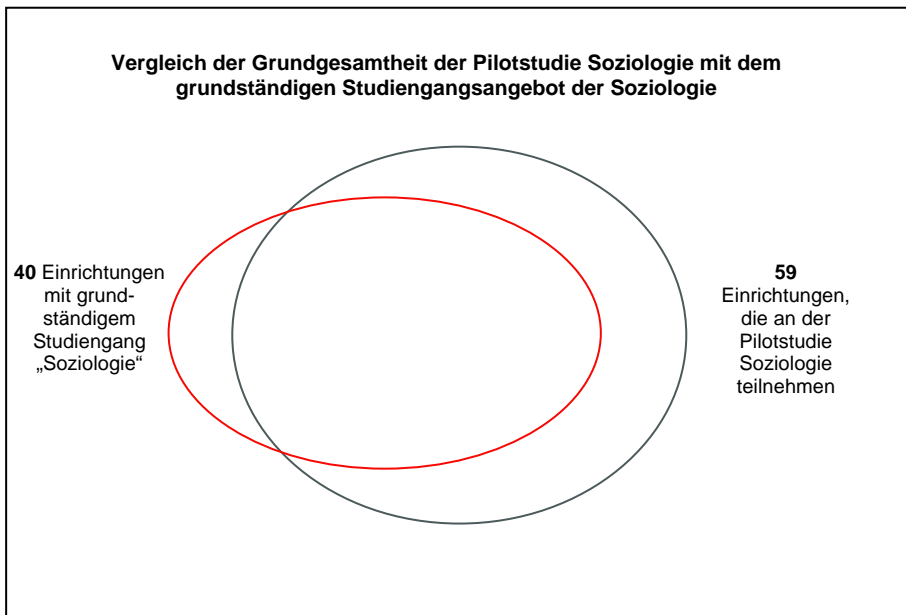 Vergleich der Grundgesamtheit der Pilotstudie Soziologie mit dem
grundständigen Studiengangsangebot der Soziologie
40 Einrichtungen
mit grund-
ständigem
Studiengang
„Soziologie“
59
Einrichtungen,
die an der
Pilotstudie
Soziologie
teilnehmen